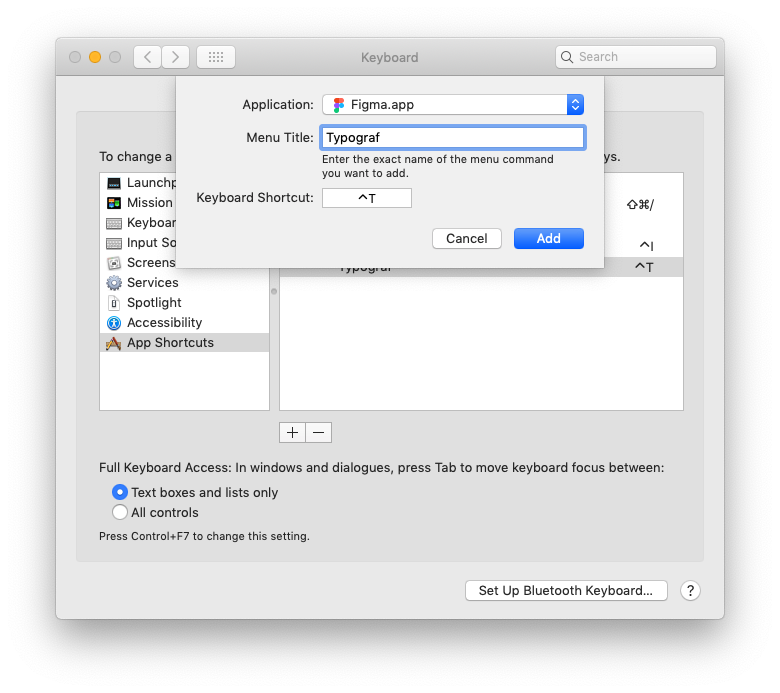 Keyboard
Search
Application: Figma.app
Menu Title: Typograf
Enter the exact name of the menu command
you want to add.
Keyboard Shortcut: ^T
Cancel Add
To change a
ys.
Launchp
Mission
Keyboar
Input So
Screens
Services
Spotlight
Accessibility
App Shortcuts
⇧⌘/
^I
Typograf ^T
+ −
Full Keyboard Access: In windows and dialogues, press Tab to move keyboard focus between:
Text boxes and lists only
All controls
Press Control+F7 to change this setting.
Set Up Bluetooth Keyboard... ?